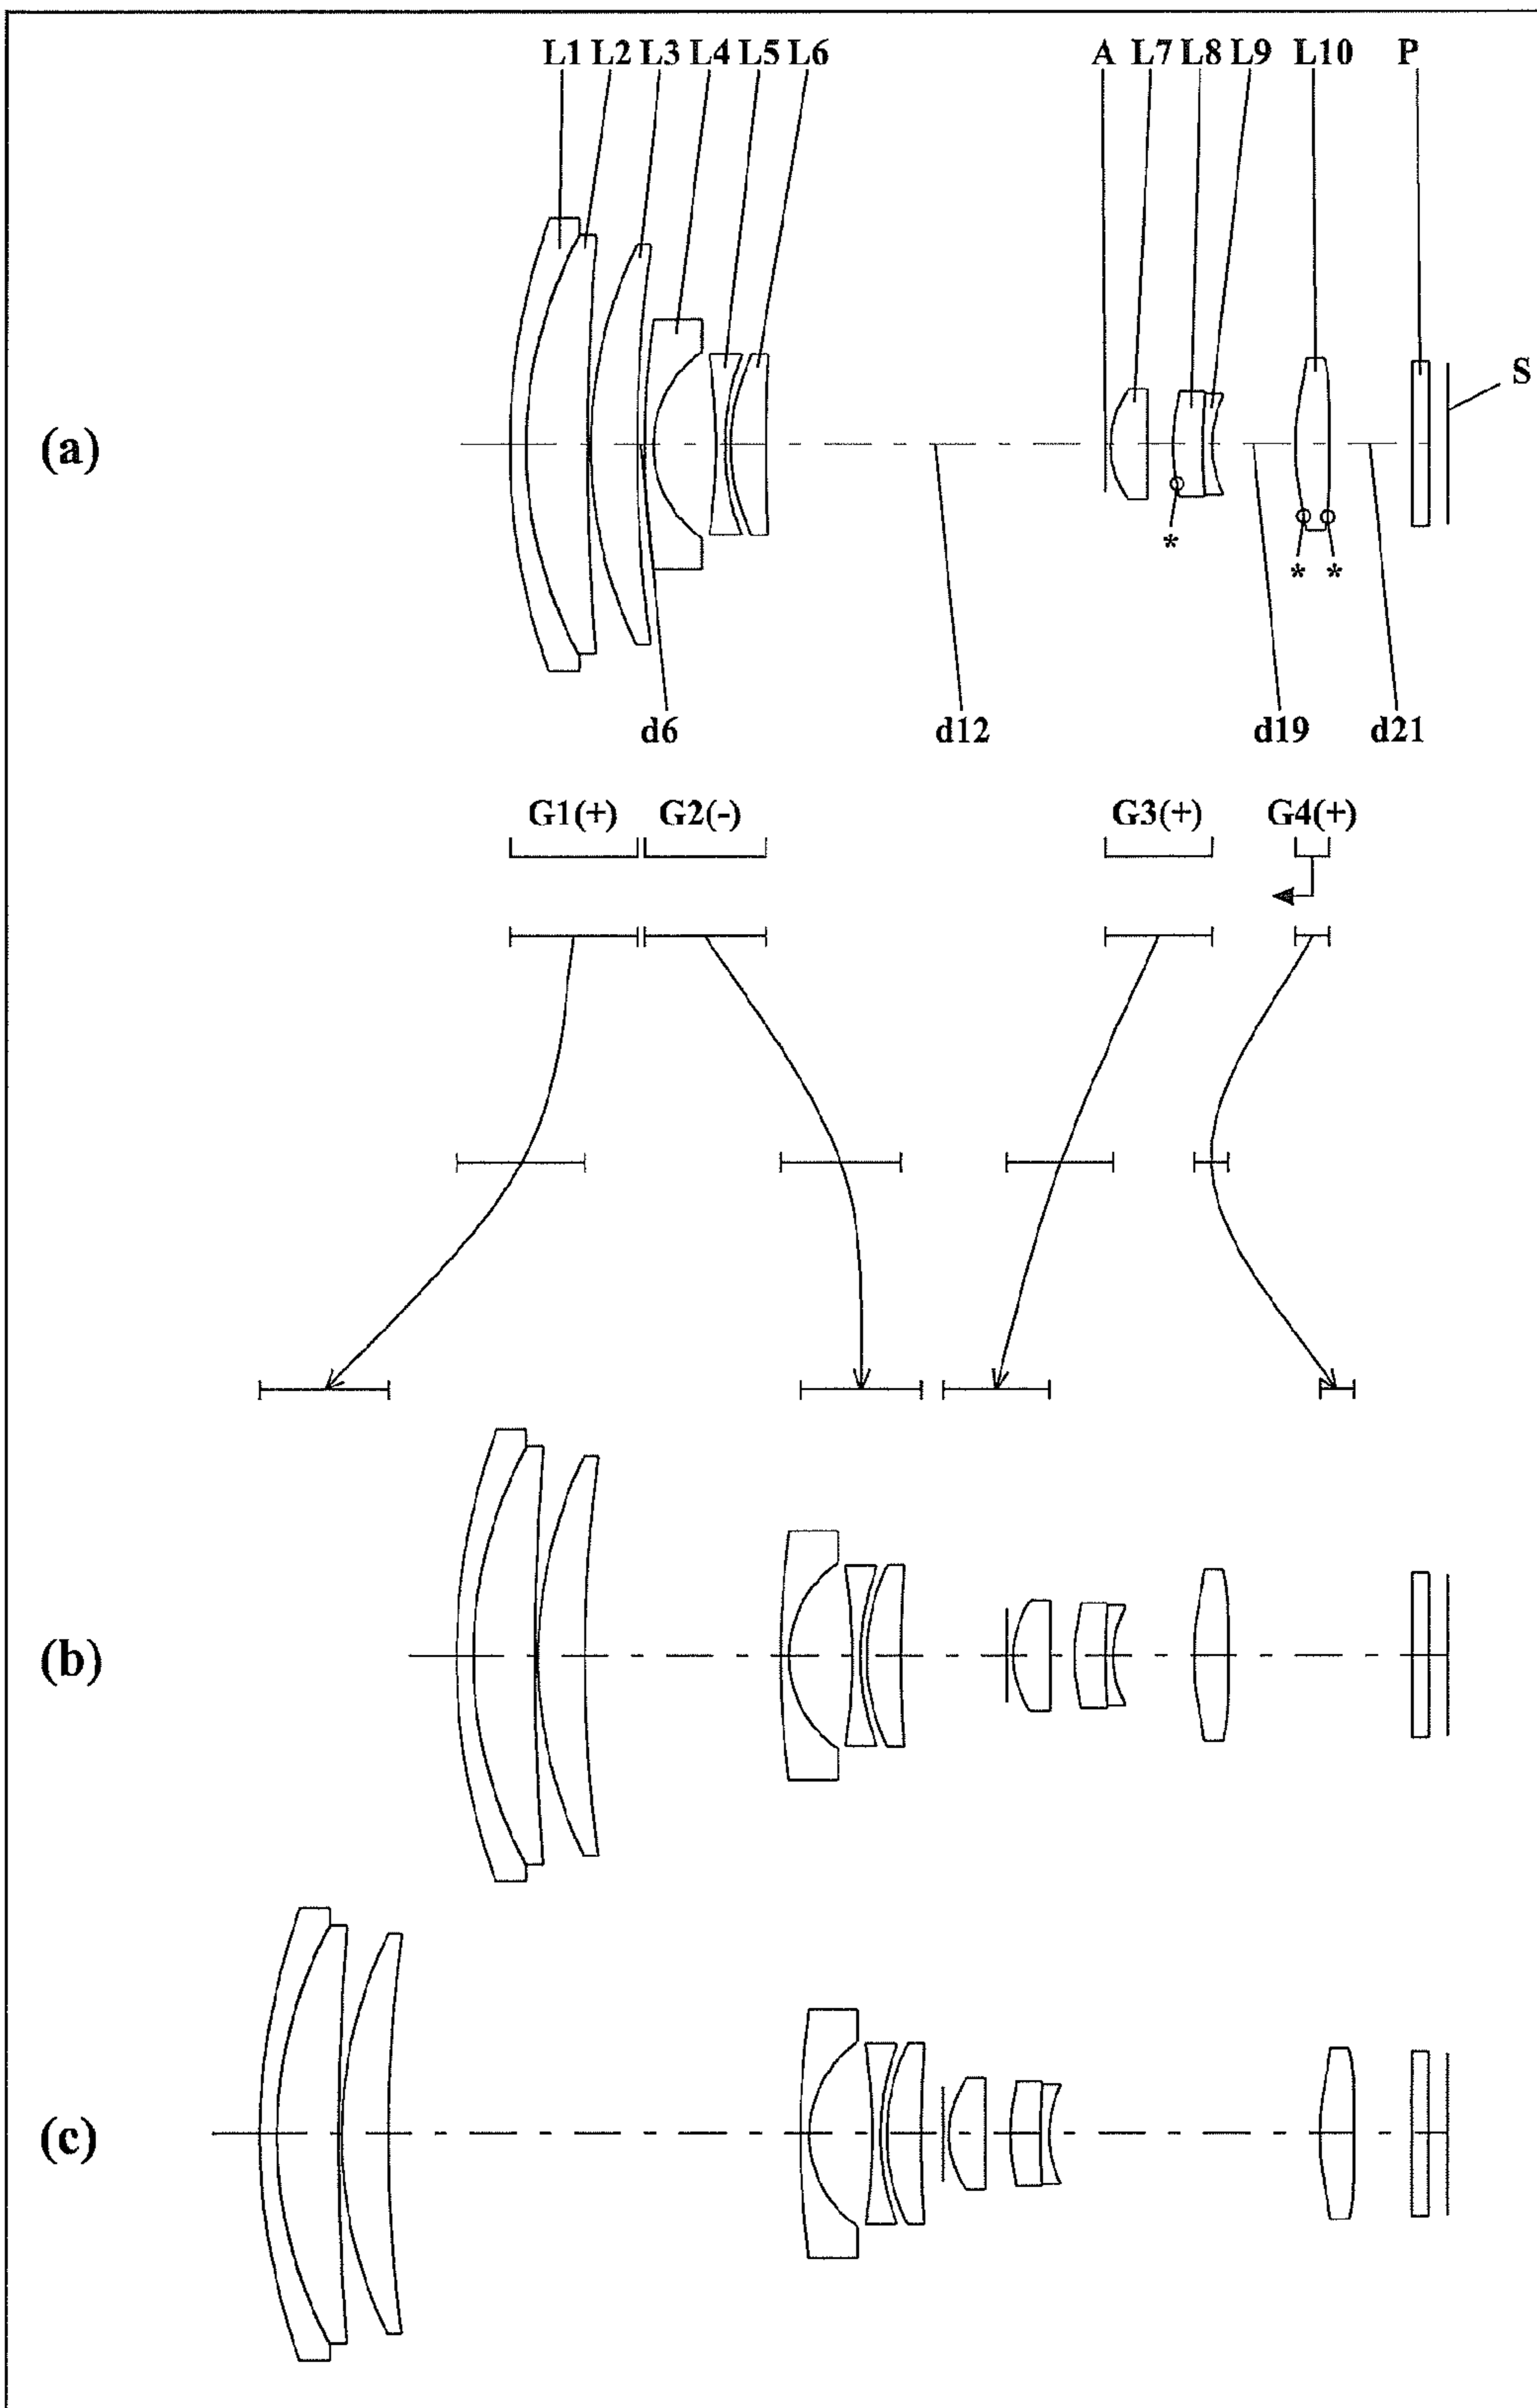 L1 L2 L3 L4 L5 L6 A L7 L8 L9 L10 P
S
(a)
*
* *
d6 d12 d19 d21
G1(+) G2(-) G3(+) G4(+)
(b)
(c)